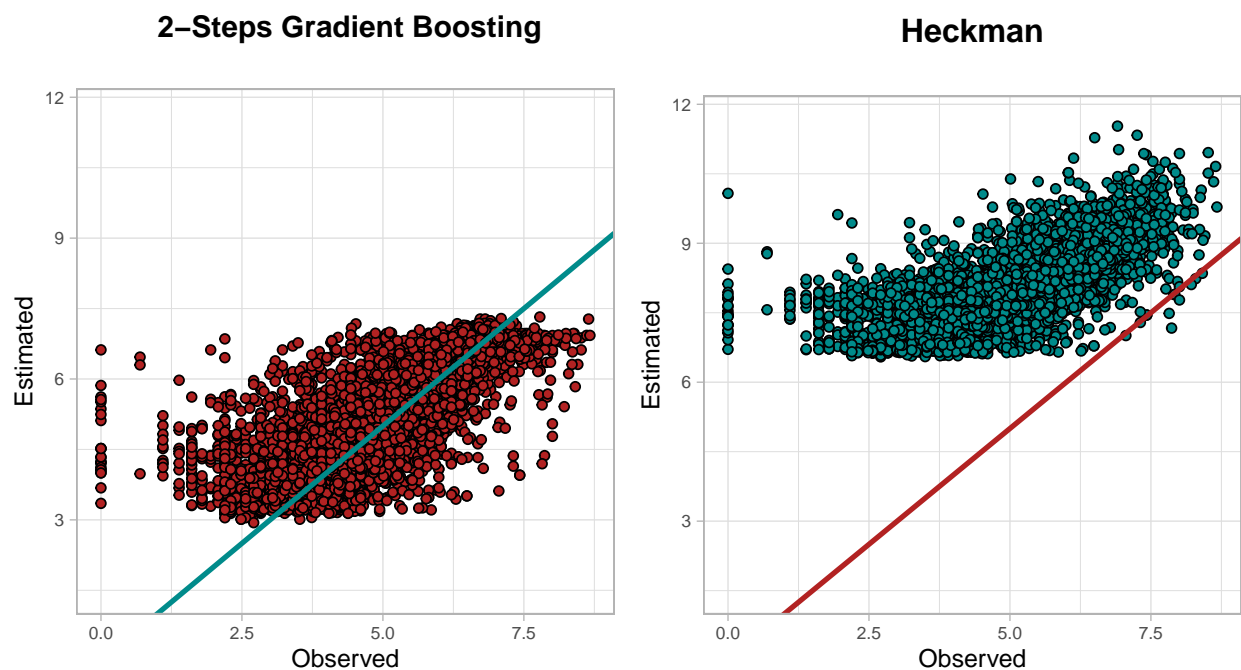 2−Steps Gradient Boosting
Estimated
12
9
6
3
0.0 2.5 5.0 7.5
Observed
Heckman
Estimated
12
9
6
3
0.0 2.5 5.0 7.5
Observed